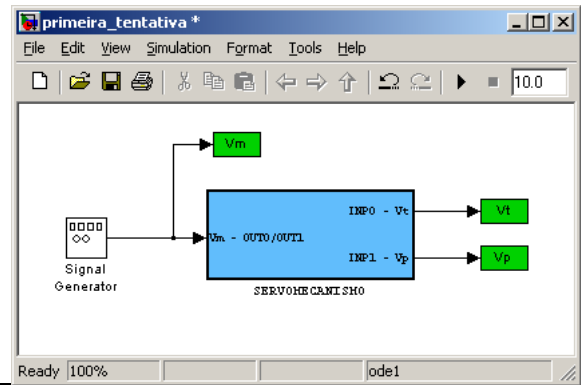 primeira_tentativa *
File Edit View Simulation Format Tools Help
10.0
Vm
INP0 - Vt
Vt
Vm - OUT0/OUT1
INP1 - Vp
Vp
Signal
Generator
SERVOMECANISMO
Ready 100% ode1